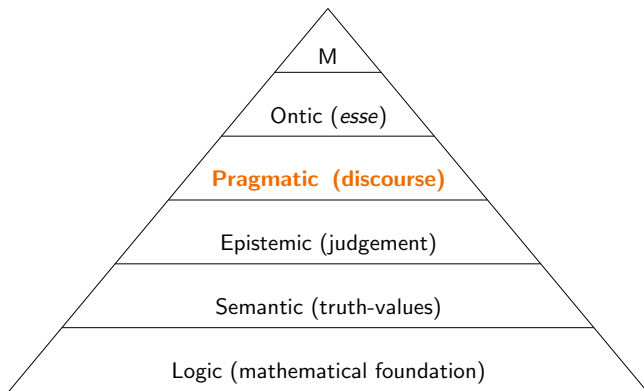 M
Ontic (esse)
Pragmatic (discourse)
Epistemic (judgement)
Semantic (truth-values)
Logic (mathematical foundation)